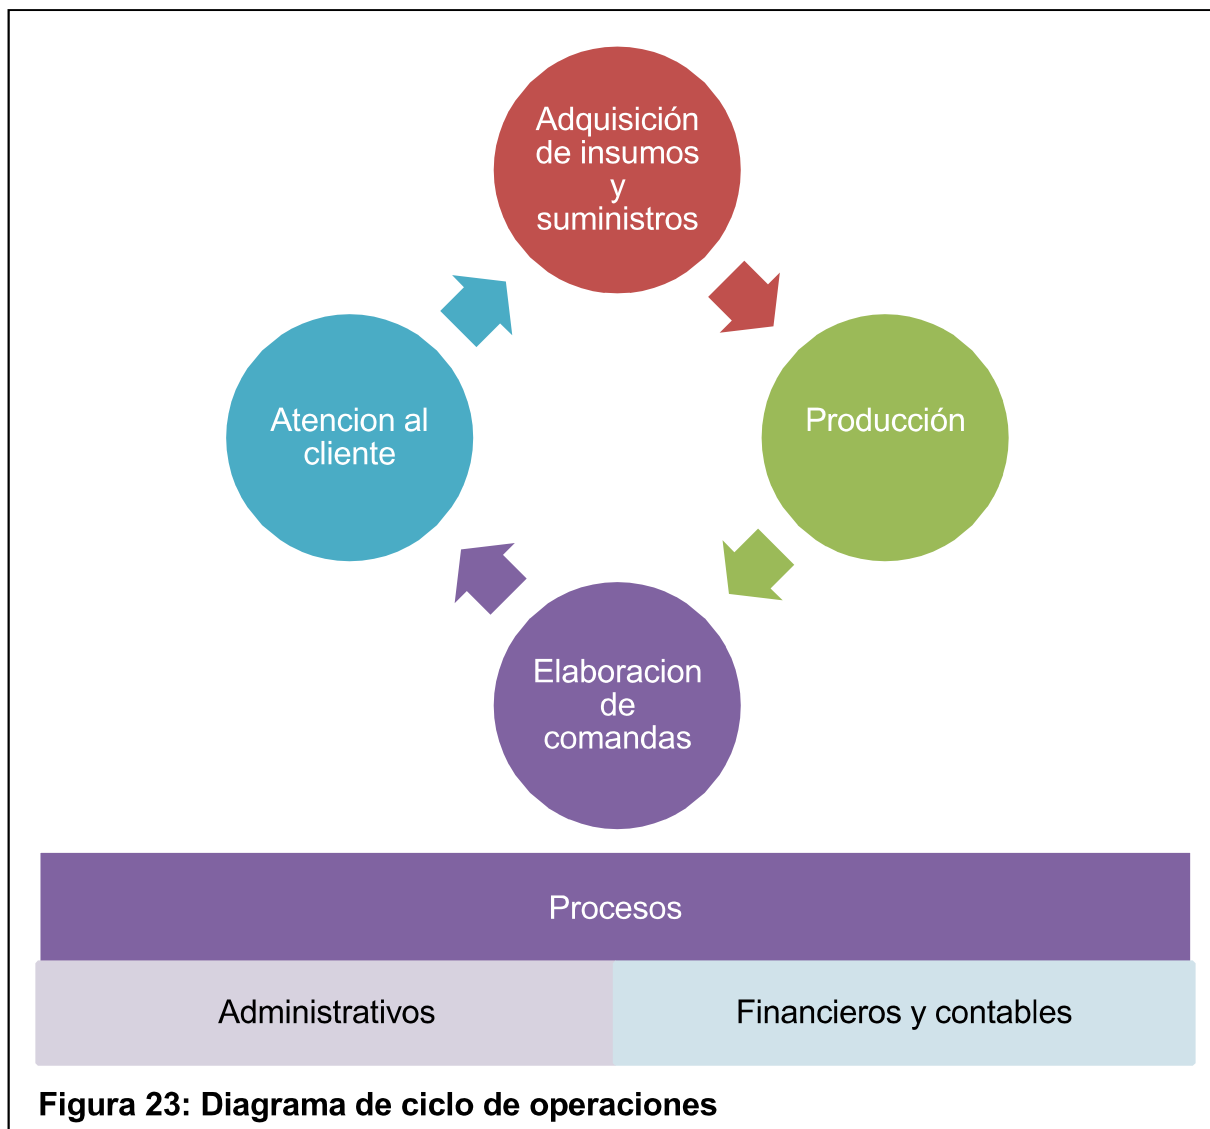 Adquisición
de insumos
y
suministros
Atencion al
cliente
Producción
Elaboracion
de
comandas
Procesos
Administrativos
Financieros y contables
Figura 23: Diagrama de ciclo de operaciones